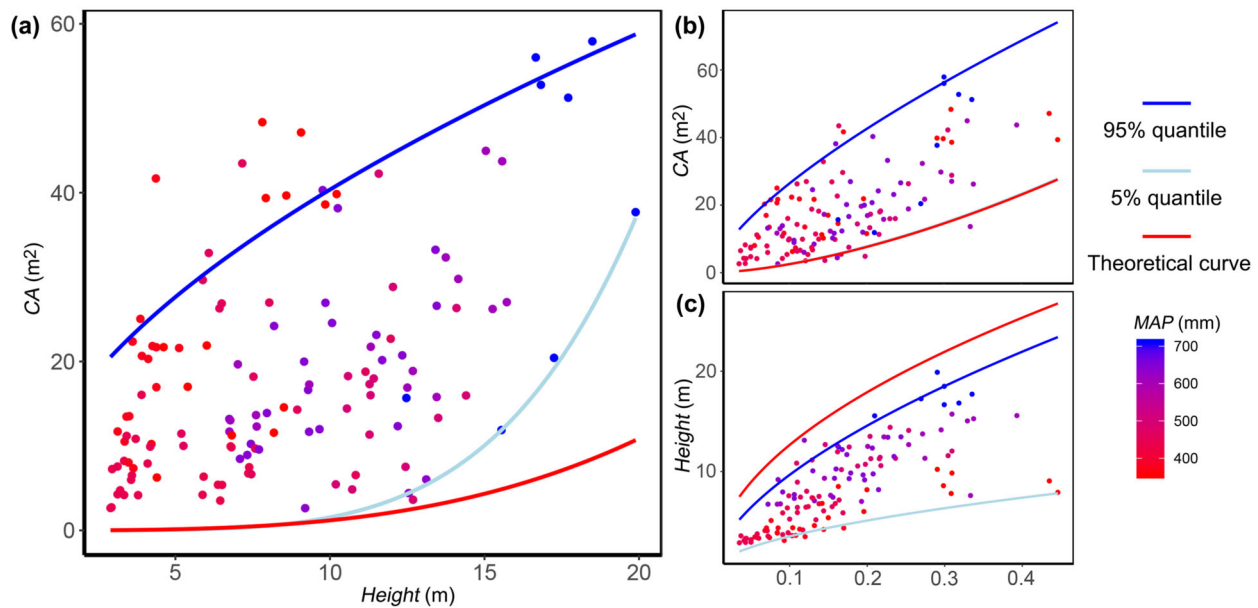 (a)
60
40
20
0
CA (m2)
5
10
15
20
Height (m)
(b)
60
40
20
0
CA (m2)
(c)
20
10
Height (m)
0.1
0.2
0.3
0.4
95% quantile
5% quantile
Theoretical curve
MAP (mm)
700
600
500
400